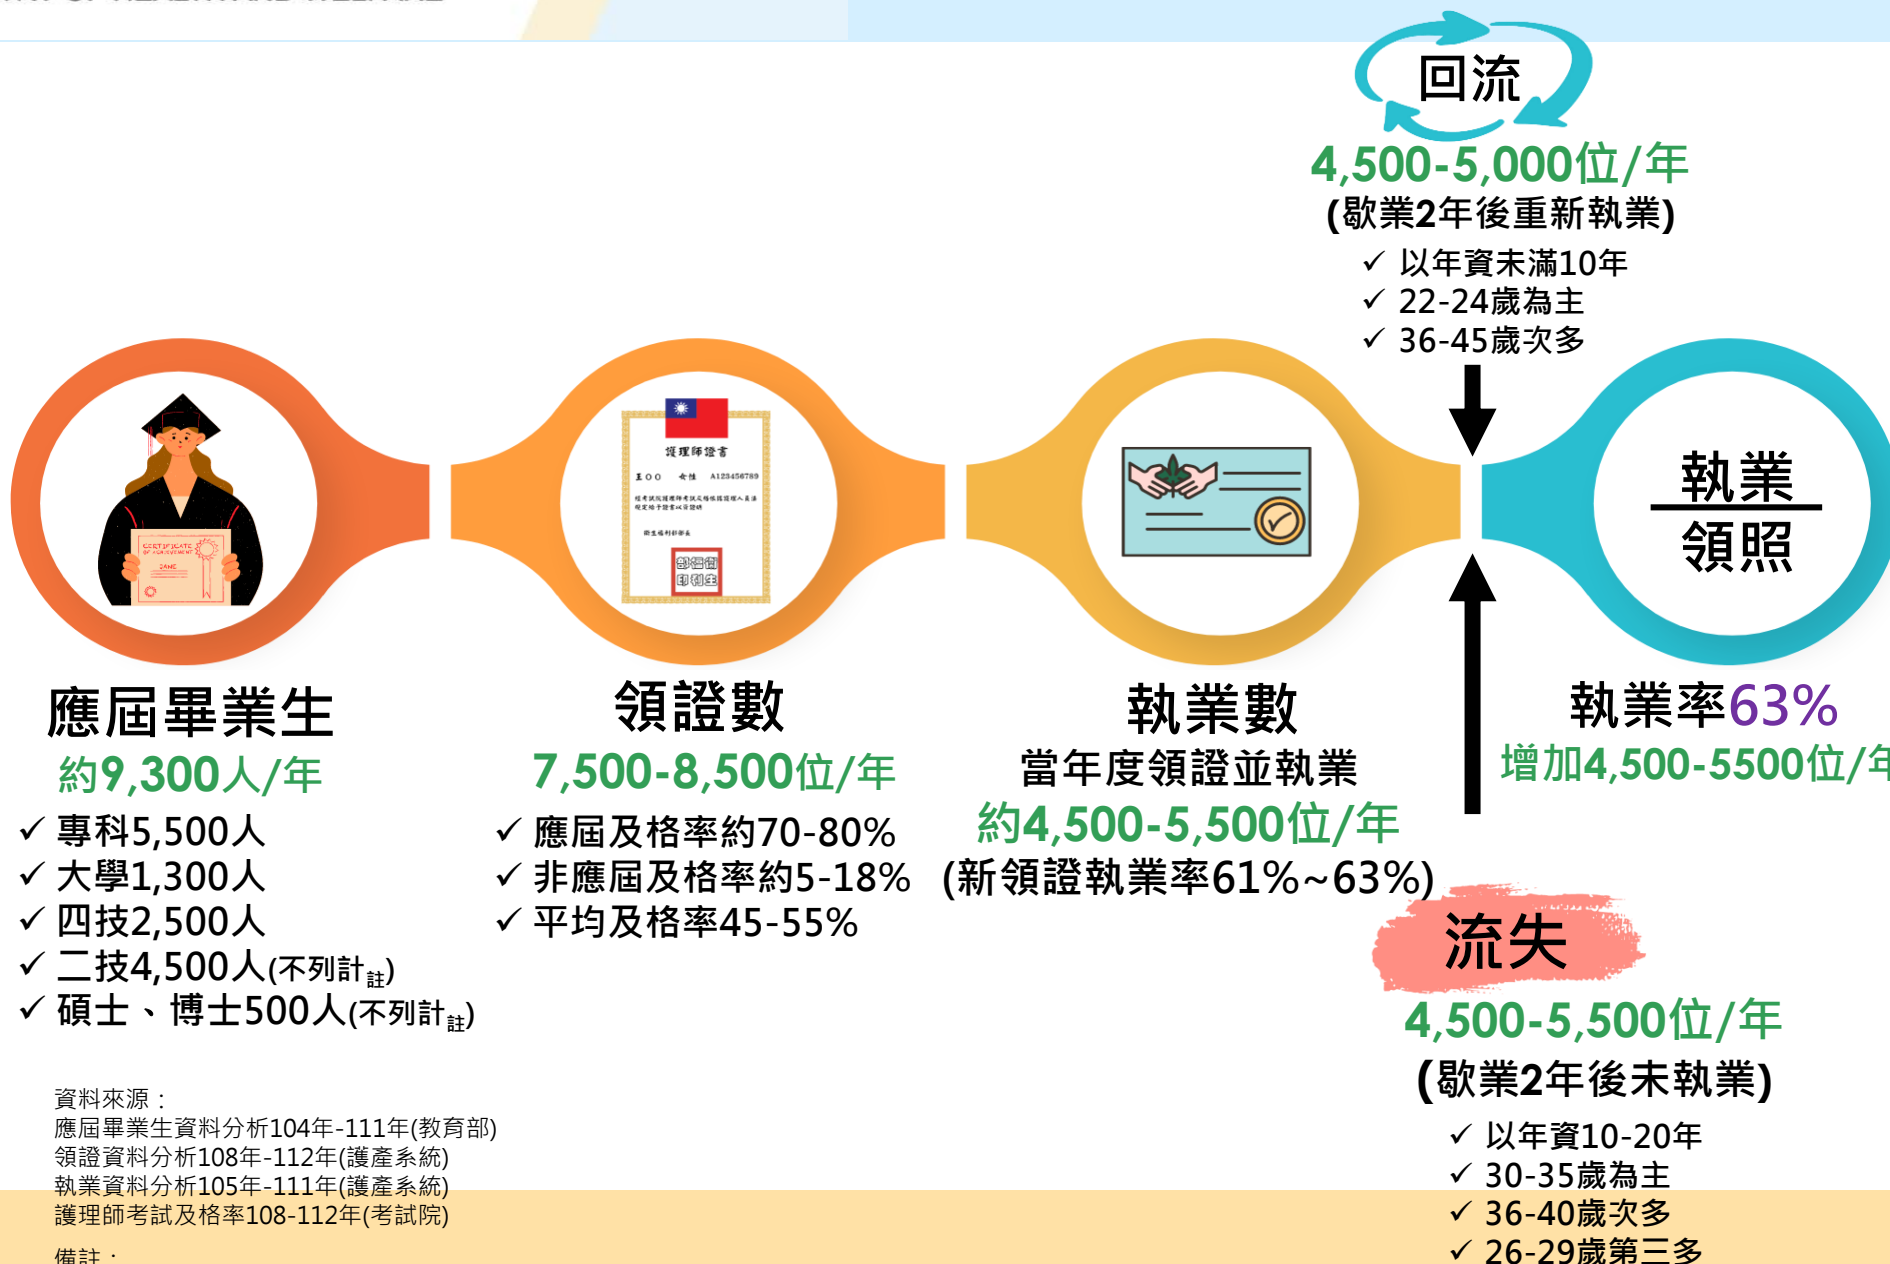 回流
4,500-5,000位/年
(歇業2年後重新執業)
✓ 以年資未滿10年
✓ 22-24歲為主
✓ 36-45歲次多
CERTIFICATE
OF ACHIEVEMENT
JANE
護理師證書
王○○ 女性 A123456789
執業
領照
應屆畢業生
約9,300人/年
✓ 專科5,500人
✓ 大學1,300人
✓ 四技2,500人
✓ 二技4,500人(不列計註)
✓ 碩士、博士500人(不列計註)
領證數
7,500-8,500位/年
✓ 應屆及格率約70-80%
✓ 非應屆及格率約5-18%
✓ 平均及格率45-55%
執業數
當年度領證並執業
約4,500-5,500位/年
(新領證執業率61%~63%)
執業率63%
增加4,500-5500位/年
流失
4,500-5,500位/年
(歇業2年後未執業)
✓ 以年資10-20年
✓ 30-35歲為主
✓ 36-40歲次多
✓ 26-29歲第三多
資料來源：
應屆畢業生資料分析104年-111年(教育部)
領證資料分析108年-112年(護產系統)
執業資料分析105年-111年(護產系統)
護理師考試及格率108-112年(考試院)
備註：